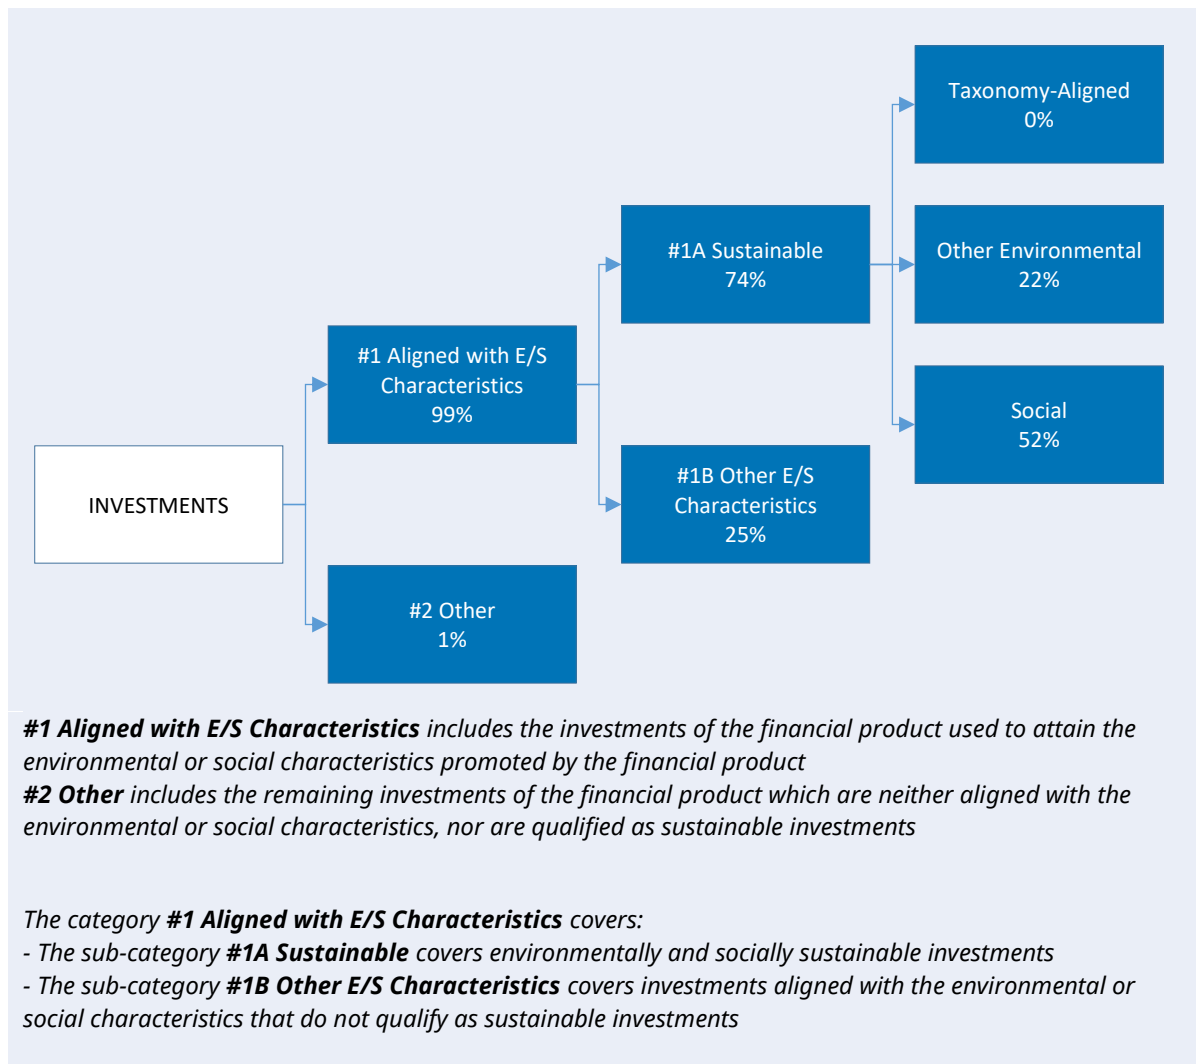 Taxonomy-Aligned
0%
#1A Sustainable
74%
Other Environmental
22%
#1 Aligned with E/S
Characteristics
99%
Social
52%
INVESTMENTS
#1B Other E/S
Characteristics
25%
#2 Other
1%
#1 Aligned with E/S Characteristics includes the investments of the financial product used to attain the
environmental or social characteristics promoted by the financial product
#2 Other includes the remaining investments of the financial product which are neither aligned with the
environmental or social characteristics, nor are qualified as sustainable investments
The category #1 Aligned with E/S Characteristics covers:
- The sub-category #1A Sustainable covers environmentally and socially sustainable investments
- The sub-category #1B Other E/S Characteristics covers investments aligned with the environmental or
social characteristics that do not qualify as sustainable investments